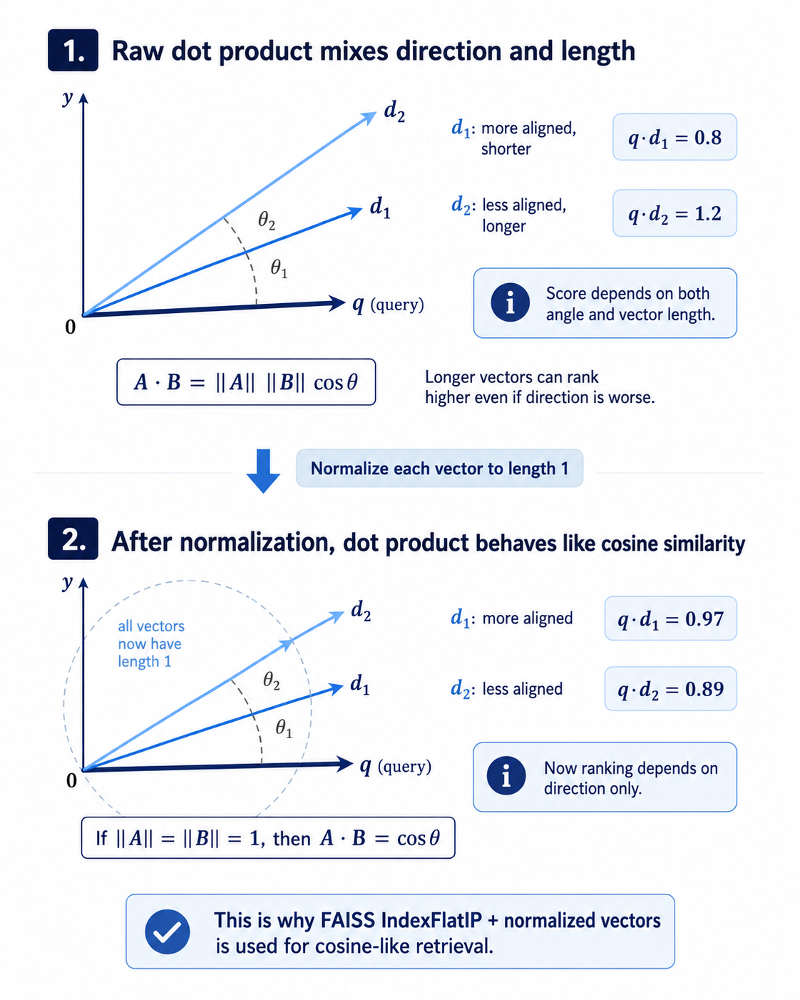 1. Raw dot product mixes direction and length
y
d₂
d₁: more aligned,
shorter
q·d₁ = 0.8
d₁
θ₂
d₂: less aligned,
longer
q·d₂ = 1.2
θ₁
q (query)
0
Score depends on both
angle and vector length.
A · B = ||A|| ||B|| cos θ
Longer vectors can rank
higher even if direction is worse.
Normalize each vector to length 1
2. After normalization, dot product behaves like cosine similarity
y
all vectors
now have
length 1
d₂
d₁: more aligned
q·d₁ = 0.97
θ₂
d₁
d₂: less aligned
q·d₂ = 0.89
θ₁
q (query)
0
Now ranking depends on
direction only.
If ||A|| = ||B|| = 1, then A · B = cos θ
This is why FAISS IndexFlatIP + normalized vectors
is used for cosine-like retrieval.